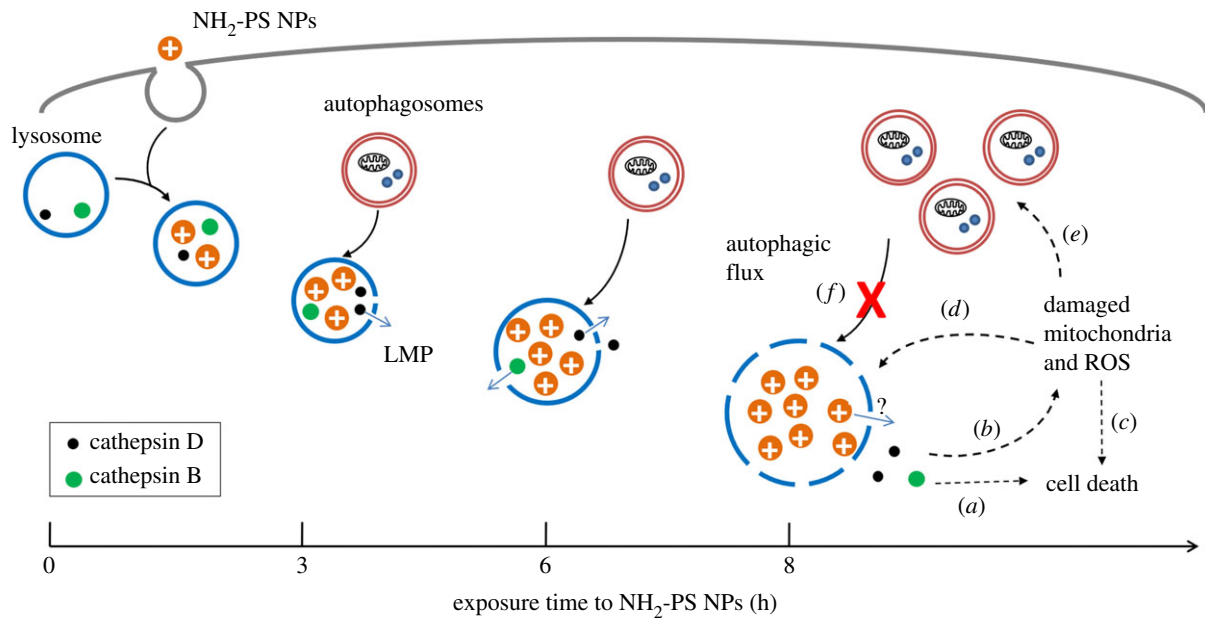 NH₂-PS NPs
lysosome
autophagosomes
LMP
autophagic
flux
(f)
X
(e)
(d)
damaged
mitochondria
and ROS
?
(b)
(c)
(a)
cell death
cathepsin D
cathepsin B
0 3 6 8
exposure time to NH₂-PS NPs (h)